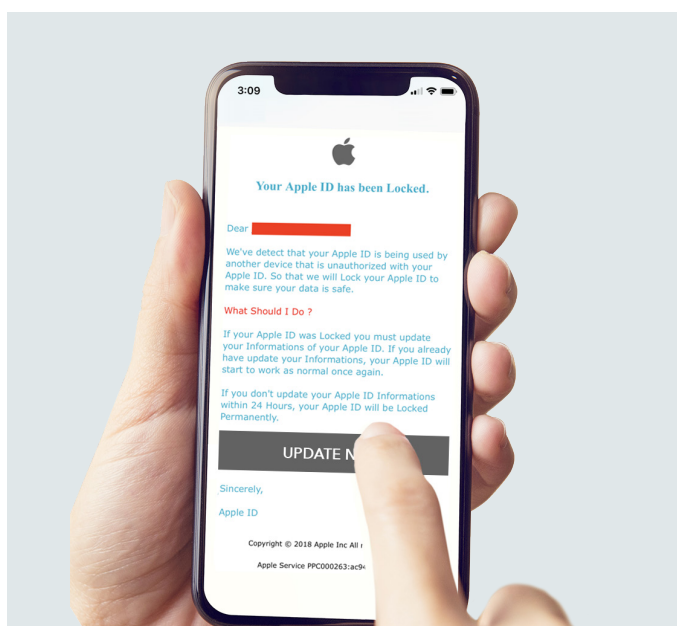 3:09
Your Apple ID has been Locked.
Dear
We've detect that your Apple ID is being used by
another device that is unauthorized with your
Apple ID. So that we will Lock your Apple ID to
make sure your data is safe.
What Should I Do ?
If your Apple ID was Locked you must update
your Informations of your Apple ID. If you already
have update your Informations, your Apple ID will
start to work as normal once again.
If you don't update your Apple ID Informations
within 24 Hours, your Apple ID will be Locked
Permanently.
UPDATE
Sincerely,
Apple ID
Copyright © 2018 Apple Inc All
Apple Service